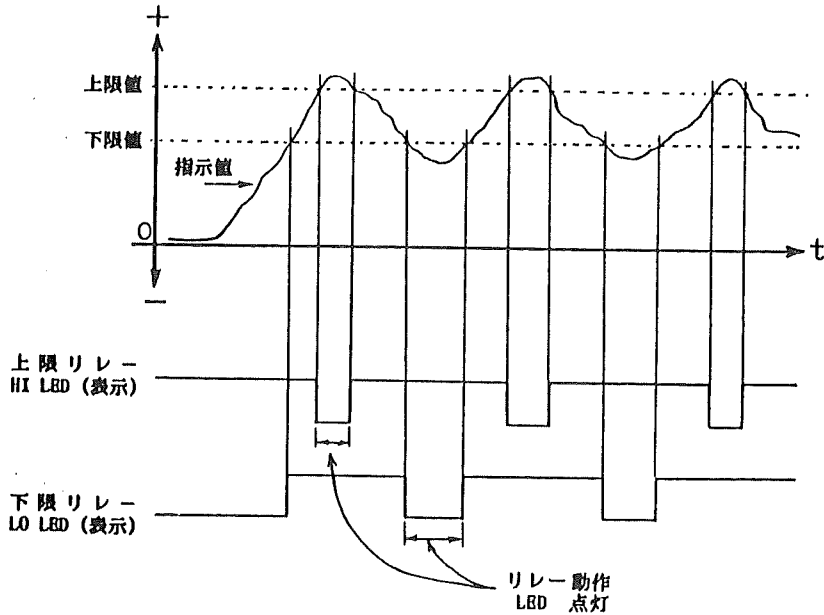 +
上限値
下限値
指示値
0
t
−
上限リレー
HI LED (表示)
下限リレー
LO LED (表示)
リレー動作
LED 点灯